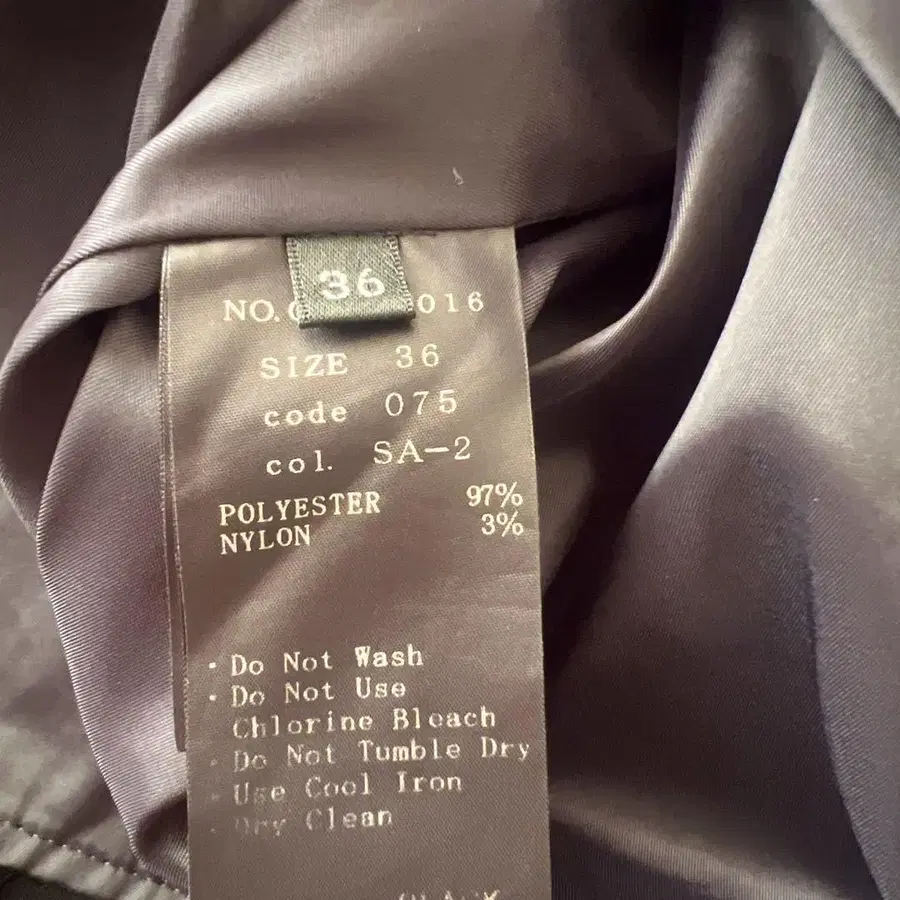 36
NO. 016
SIZE 36
code 075
col. SA-2
POLYESTER 97%
NYLON 3%
· Do Not Wash
· Do Not Use
Chlorine Bleach
· Do Not Tumble Dry
· Use Cool Iron
· Dry Clean